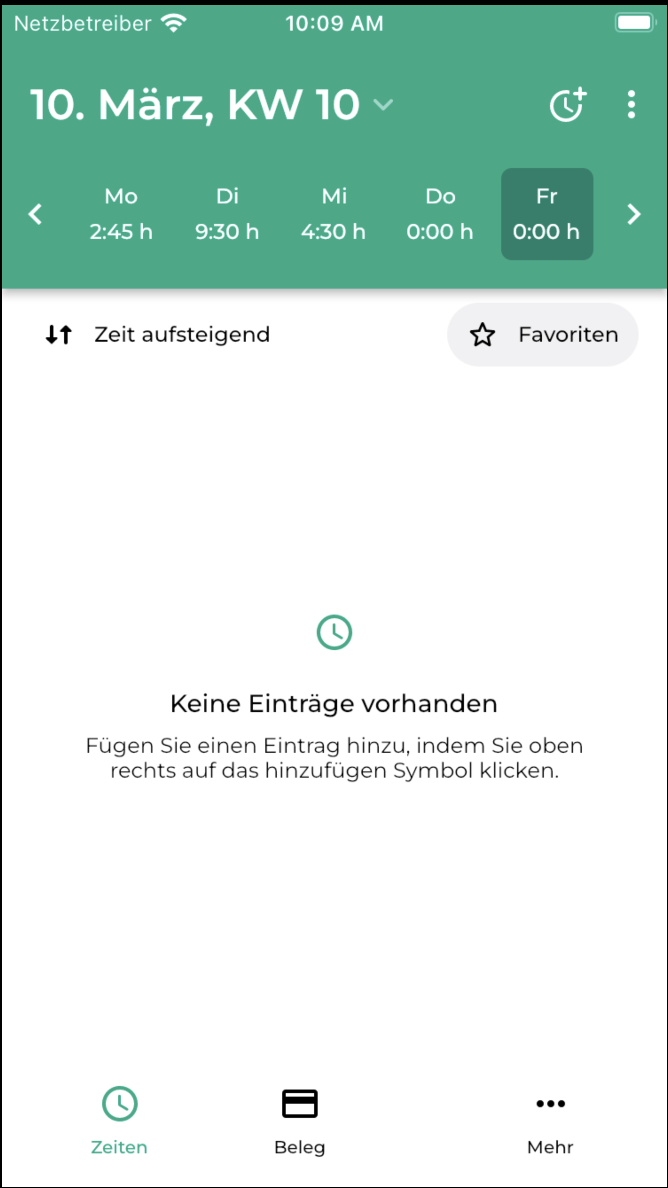 Netzbetreiber 10:09 AM
10. März, KW 10
Mo Di Mi Do Fr
2:45 h 9:30 h 4:30 h 0:00 h 0:00 h
Zeit aufsteigend Favoriten
Keine Einträge vorhanden
Fügen Sie einen Eintrag hinzu, indem Sie oben
rechts auf das hinzufügen Symbol klicken.
Zeiten Beleg Mehr